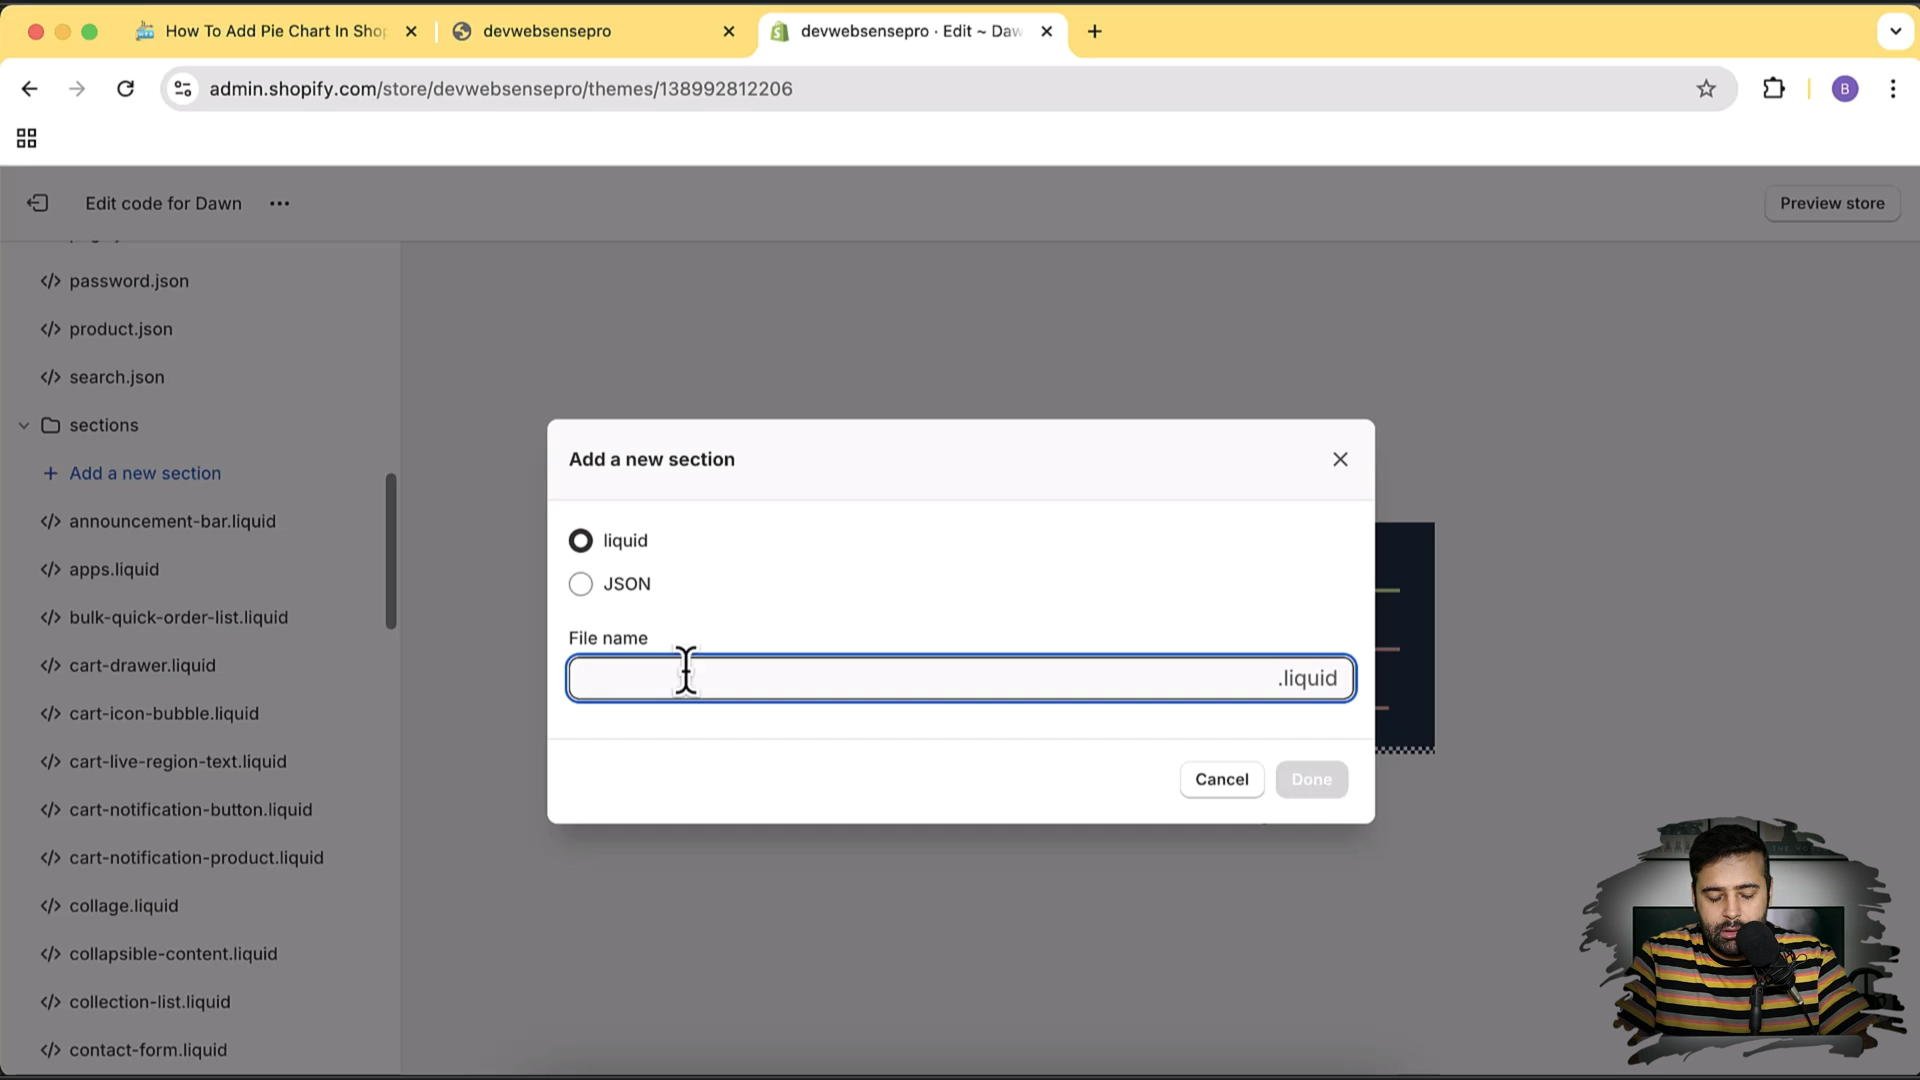 How To Add Pie Chart In Shop
devwebsensepro
devwebsensepro · Edit ~ Daw
admin.shopify.com/store/devwebsensepro/themes/138992812206
B
Edit code for Dawn
Preview store
password.json
product.json
search.json
sections
Add a new section
announcement-bar.liquid
apps.liquid
bulk-quick-order-list.liquid
cart-drawer.liquid
cart-icon-bubble.liquid
cart-live-region-text.liquid
cart-notification-button.liquid
cart-notification-product.liquid
collage.liquid
collapsible-content.liquid
collection-list.liquid
contact-form.liquid
Add a new section
liquid
JSON
File name
.liquid
Cancel
Done